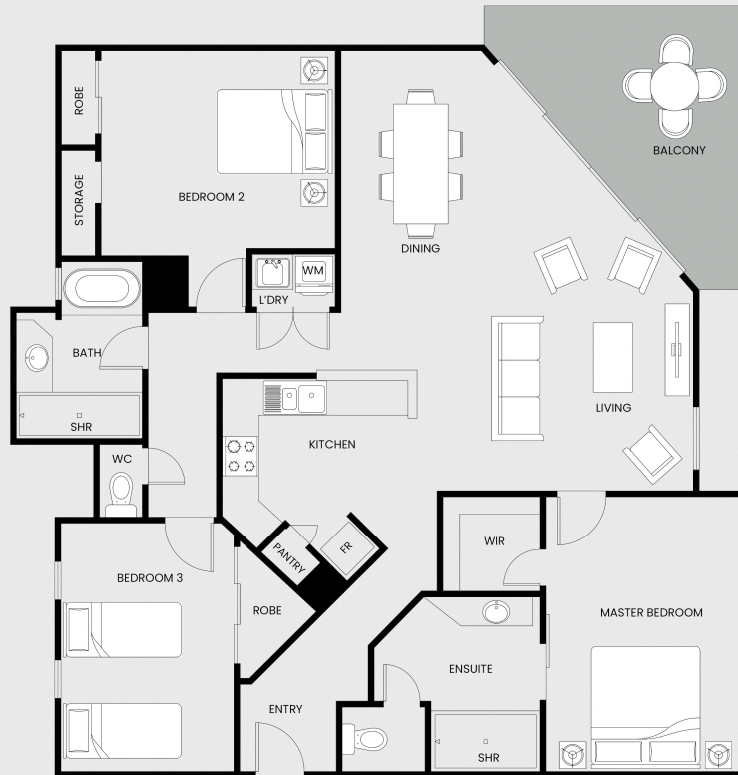 BALCONY
ROBE
STORAGE
BEDROOM 2
DINING
WM
L'DRY
BATH
SHR
LIVING
KITCHEN
WC
PANTRY
FR
WIR
BEDROOM 3
ROBE
MASTER BEDROOM
ENSUITE
ENTRY
SHR